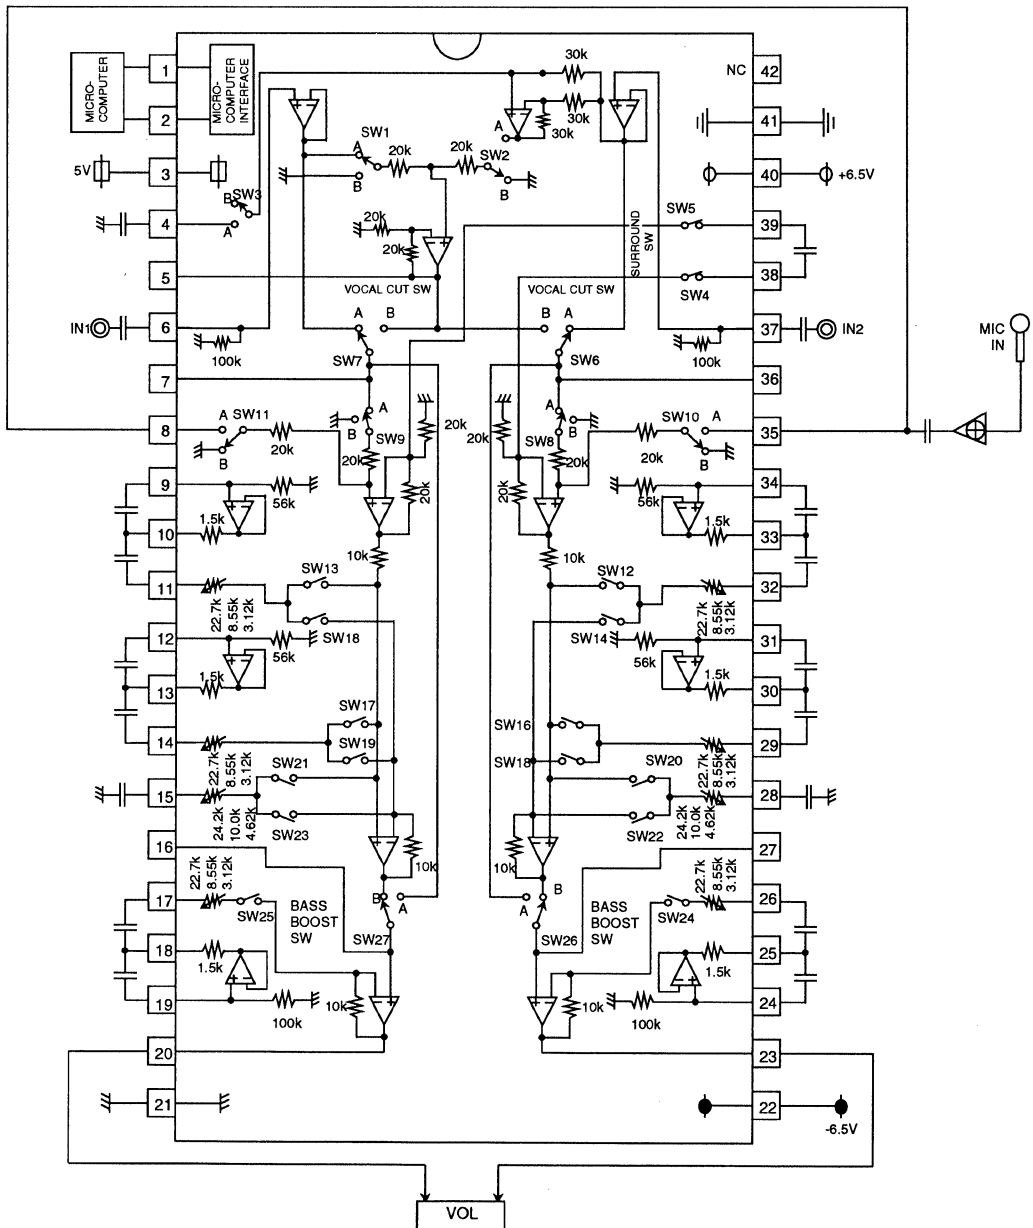 MICRO-
COMPUTER
MICRO-
COMPUTER
INTERFACE
1
2
3
4
5
6
7
8
9
10
11
12
13
14
15
16
17
18
19
20
21
42
41
40
39
38
37
36
35
34
33
32
31
30
29
28
27
26
25
24
23
22
NC
5V
+6.5V
-6.5V
30k
30k
30k
A
SW1
A
B
20k
20k
SW2
B
B
SW3
A
20k
20k
SW5
SURROUND
SW
SW4
VOCAL CUT SW
VOCAL CUT SW
A
B
B
A
IN1
IN2
MIC
IN
100k
100k
SW7
SW6
A
SW11
B
20k
A
B
SW9
20k
20k
20k
20k
20k
A
B
SW8
20k
SW10
A
B
20k
56k
56k
1.5k
1.5k
10k
10k
SW13
SW12
22.7k
8.55k
3.12k
22.7k
8.55k
3.12k
SW18
SW14
56k
56k
1.5k
1.5k
SW17
SW16
SW19
SW18
22.7k
8.55k
3.12k
22.7k
8.55k
3.12k
SW21
SW20
24.2k
10.0k
4.62k
24.2k
10.0k
4.62k
SW23
SW22
10k
10k
22.7k
8.55k
3.12k
22.7k
8.55k
3.12k
SW25
SW24
BASS
BOOST
SW
BASS
BOOST
SW
B
A
SW27
A
B
SW26
1.5k
1.5k
100k
100k
10k
10k
VOL